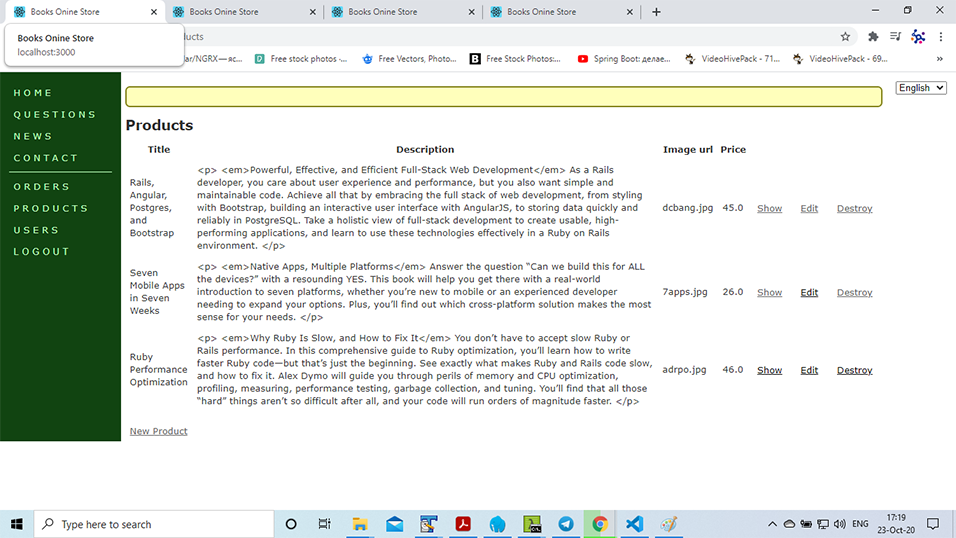 Books Onine Store
Books Onine Store
Books Onine Store
Books Onine Store
Books Onine Store
localhost:3000
ducts
ar/NGRX — яс...
Free stock photos -...
Free Vectors, Photo...
Free Stock Photos:...
Spring Boot: делае...
VideoHivePack - 71...
VideoHivePack - 69...
HOME
QUESTIONS
NEWS
CONTACT
ORDERS
PRODUCTS
USERS
LOGOUT
English
Products
Title Description Image url Price
Rails,
Angular,
Postgres,
and
Bootstrap
<p> <em>Powerful, Effective, and Efficient Full-Stack Web Development</em> As a Rails
developer, you care about user experience and performance, but you also want simple and
maintainable code. Achieve all that by embracing the full stack of web development, from styling
with Bootstrap, building an interactive user interface with AngularJS, to storing data quickly and
reliably in PostgreSQL. Take a holistic view of full-stack development to create usable, high-
performing applications, and learn to use these technologies effectively in a Ruby on Rails
environment. </p>
dcbang.jpg 45.0 Show Edit Destroy
Seven
Mobile Apps
in Seven
Weeks
<p> <em>Native Apps, Multiple Platforms</em> Answer the question “Can we build this for ALL
the devices?” with a resounding YES. This book will help you get there with a real-world
introduction to seven platforms, whether you’re new to mobile or an experienced developer
needing to expand your options. Plus, you’ll find out which cross-platform solution makes the most
sense for your needs. </p>
7apps.jpg 26.0 Show Edit Destroy
Ruby
Performance
Optimization
<p> <em>Why Ruby Is Slow, and How to Fix It</em> You don’t have to accept slow Ruby or
Rails performance. In this comprehensive guide to Ruby optimization, you’ll learn how to write
faster Ruby code—but that’s just the beginning. See exactly what makes Ruby and Rails code slow,
and how to fix it. Alex Dymo will guide you through perils of memory and CPU optimization,
profiling, measuring, performance testing, garbage collection, and tuning. You’ll find that all those
“hard” things aren’t so difficult after all, and your code will run orders of magnitude faster. </p>
adrpo.jpg 46.0 Show Edit Destroy
New Product
Type here to search
ENG
17:19
23-Oct-20